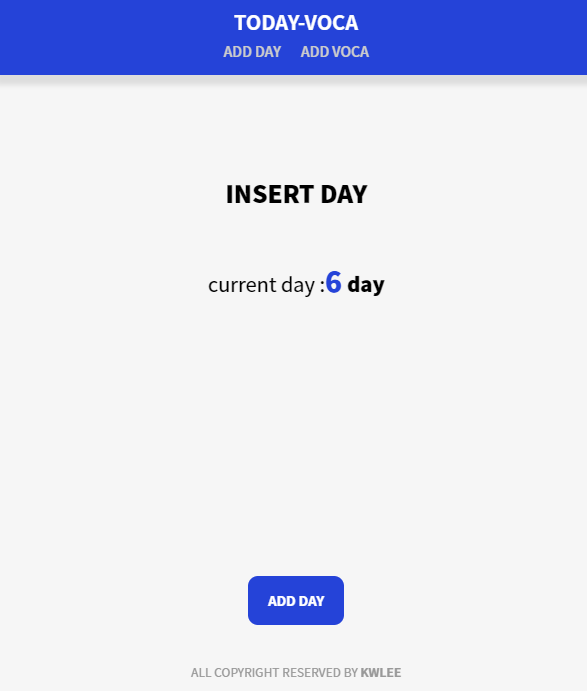 TODAY-VOCA
ADD DAY ADD VOCA
INSERT DAY
current day :6 day
ADD DAY
ALL COPYRIGHT RESERVED BY KWLEE